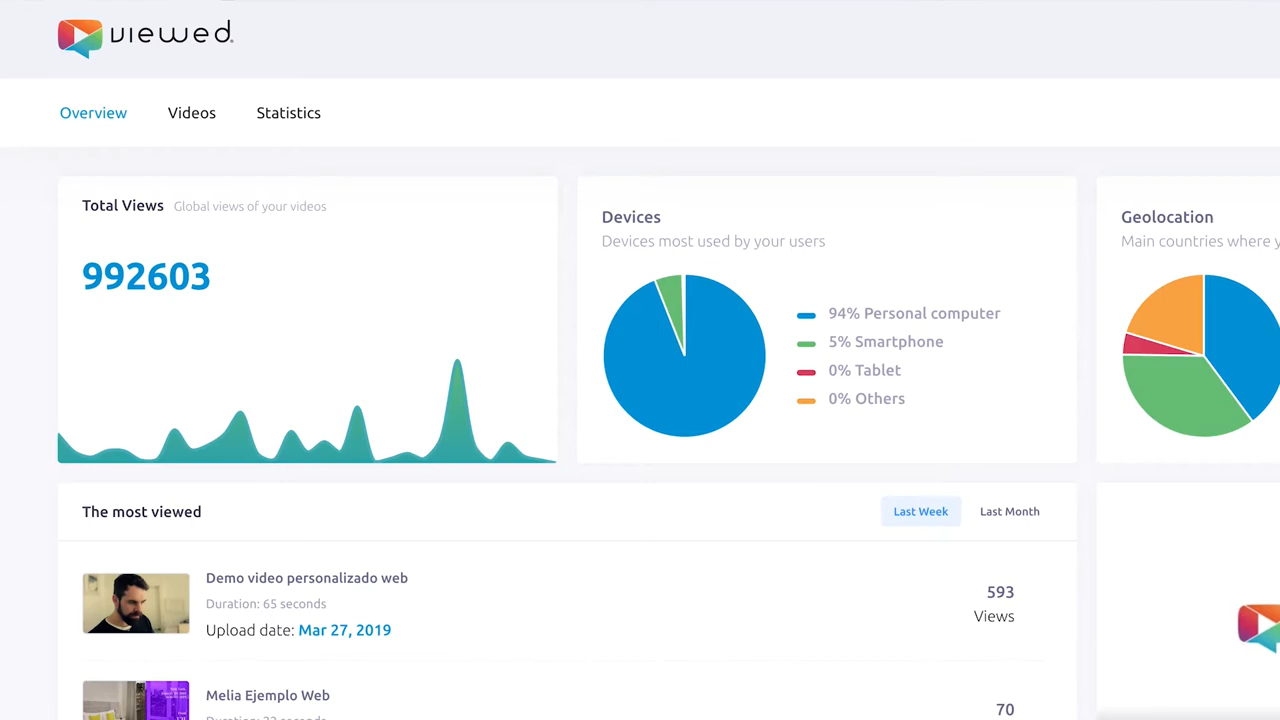 viewed.
Overview Videos Statistics
Total Views Global views of your videos
992603
Devices
Devices most used by your users
94% Personal computer
5% Smartphone
0% Tablet
0% Others
Geolocation
Main countries where
The most viewed
Last Week Last Month
Demo video personalizado web
Duration: 65 seconds
Upload date: Mar 27, 2019
593
Views
Melia Ejemplo Web
70